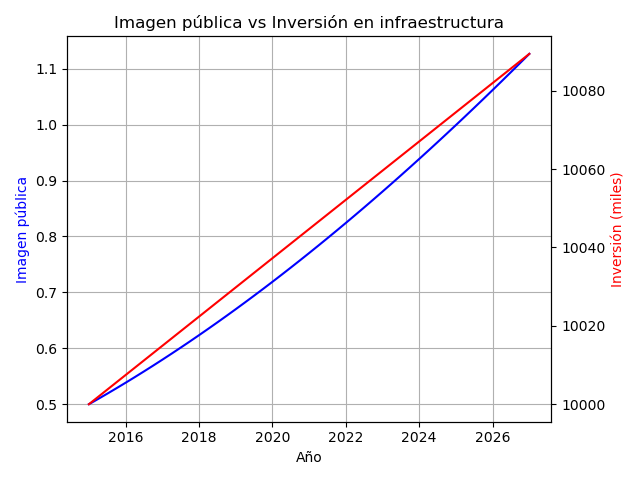 Imagen pública vs Inversión en infraestructura
1.1
1.0
0.9
0.8
0.7
0.6
0.5
Imagen pública
10080
10060
10040
10020
10000
Inversión (miles)
2016 2018 2020 2022 2024 2026
Año